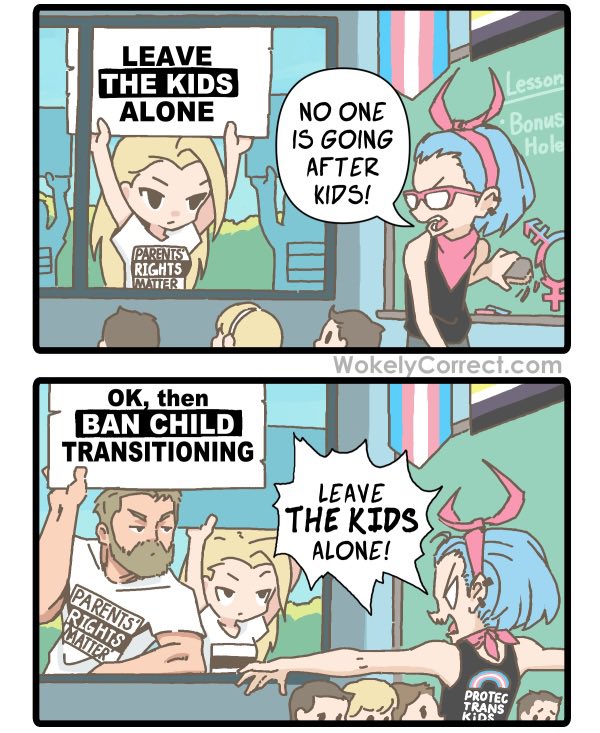 LEAVE
THE KIDS
ALONE
NO ONE
IS GOING
AFTER
KIDS!
Lesson
Bonus
Hole
PARENTS'
RIGHTS
MATTER
WokelyCorrect.com
OK, then
BAN CHILD
TRANSITIONING
LEAVE
THE KIDS
ALONE!
PARENTS'
RIGHTS
MATTER
PROTEC
TRANS
KIDS